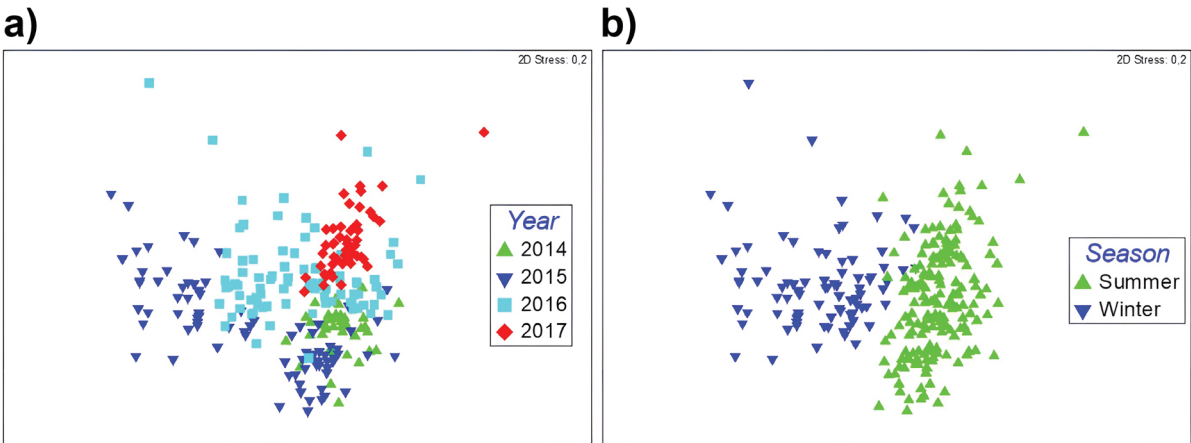 a)
2D Stress: 0,2
Year
2014
2015
2016
2017
b)
2D Stress: 0,2
Season
Summer
Winter